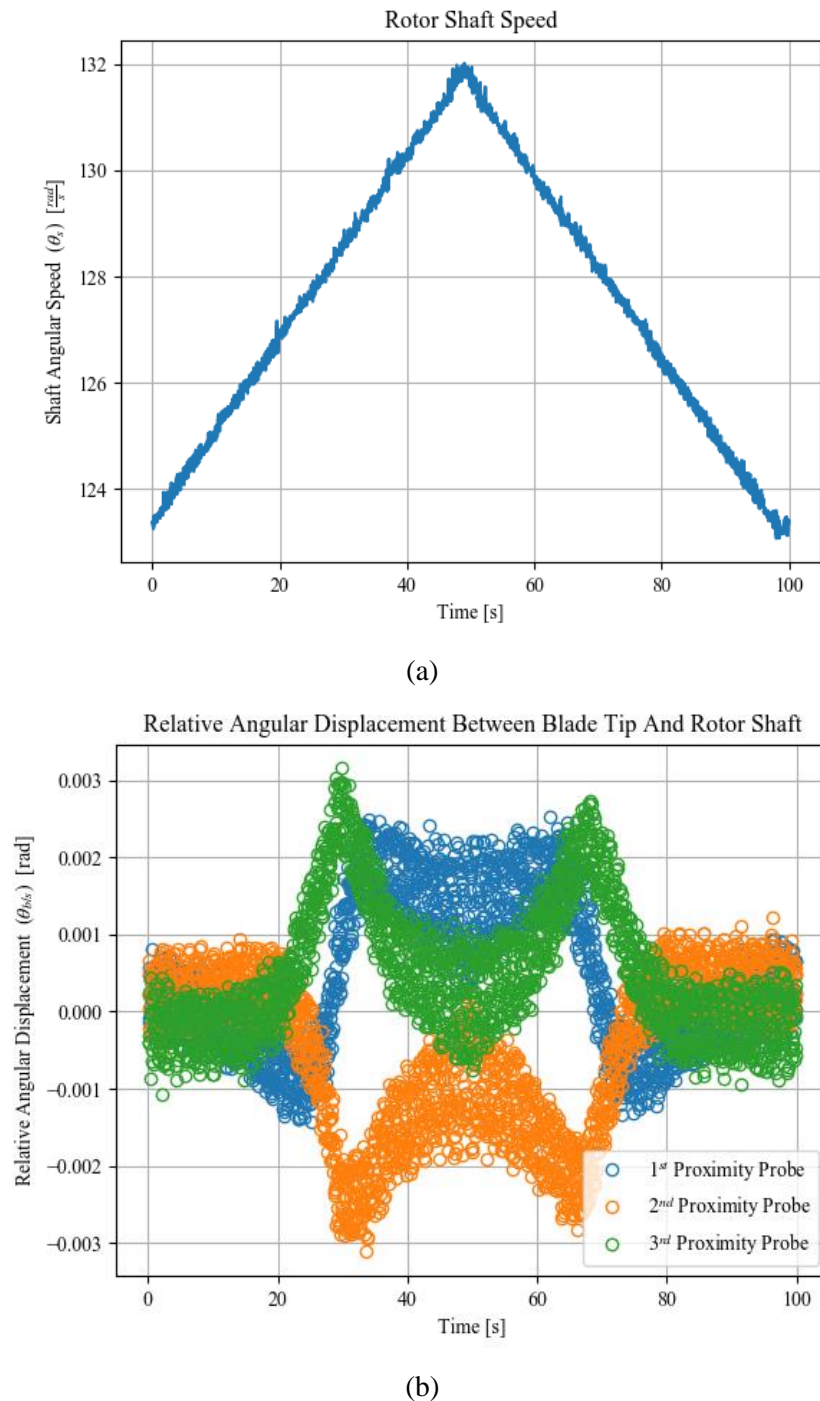 Rotor Shaft Speed
132
130
128
126
124
Shaft Angular Speed (θₛ) [rad/s]
0 20 40 60 80 100
Time [s]
(a)
Relative Angular Displacement Between Blade Tip And Rotor Shaft
0.003
0.002
0.001
0.000
−0.001
−0.002
−0.003
Relative Angular Displacement (θb/s) [rad]
1st Proximity Probe
2nd Proximity Probe
3rd Proximity Probe
0 20 40 60 80 100
Time [s]
(b)